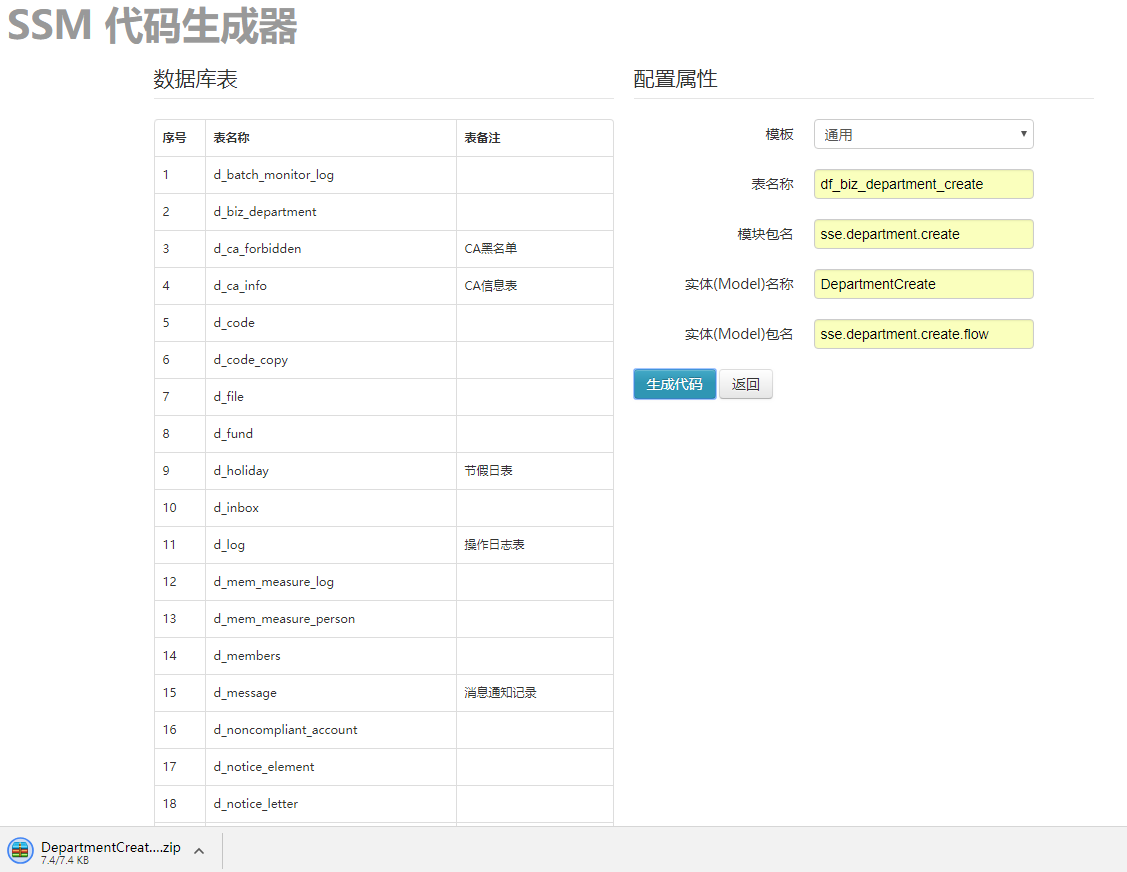 SSM 代码生成器
数据库表
序号 表名称 表备注
1 d_batch_monitor_log
2 d_biz_department
3 d_ca_forbidden CA黑名单
4 d_ca_info CA信息表
5 d_code
6 d_code_copy
7 d_file
8 d_fund
9 d_holiday 节假日表
10 d_inbox
11 d_log 操作日志表
12 d_mem_measure_log
13 d_mem_measure_person
14 d_members
15 d_message 消息通知记录
16 d_noncompliant_account
17 d_notice_element
18 d_notice_letter
配置属性
模板 通用
表名称 df_biz_department_create
模块包名 sse.department.create
实体(Model)名称 DepartmentCreate
实体(Model)包名 sse.department.create.flow
生成代码 返回
DepartmentCreat....zip
7.4/7.4 KB